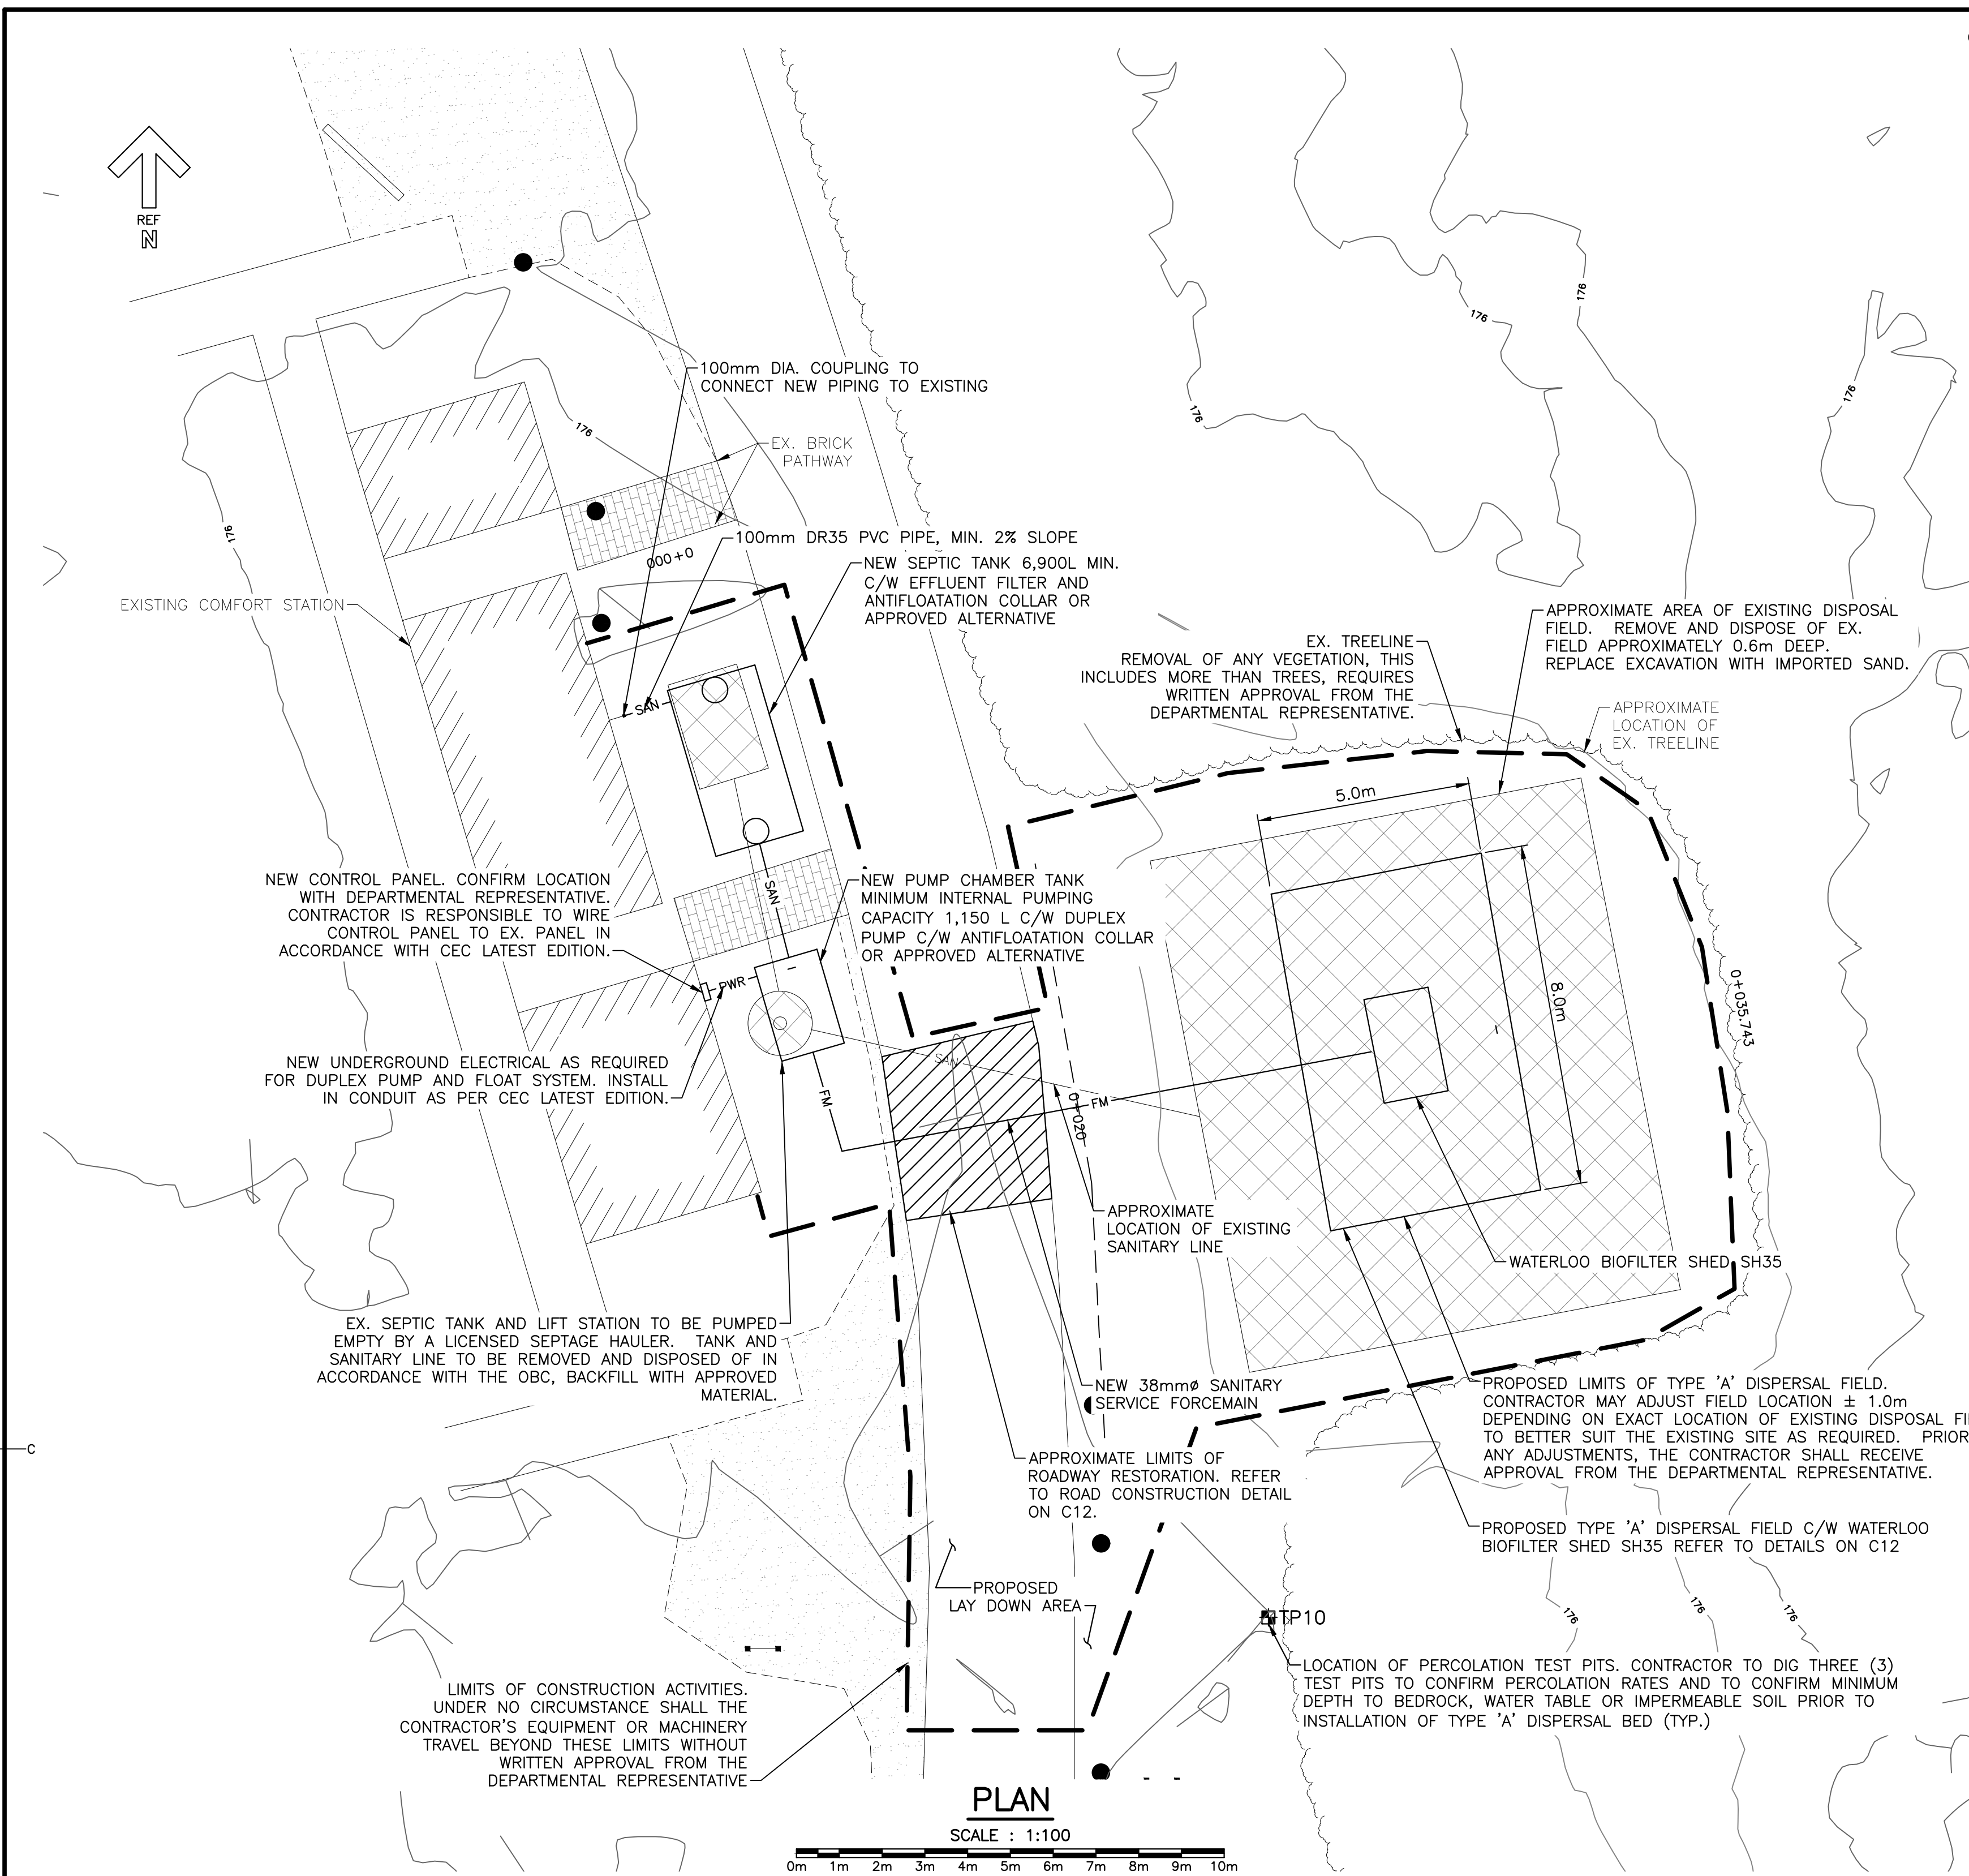 REF
N
100mm DIA. COUPLING TO
CONNECT NEW PIPING TO EXISTING
176
176
176
176
176
EX. BRICK
PATHWAY
176
100mm DR35 PVC PIPE, MIN. 2% SLOPE
0+000
NEW SEPTIC TANK 6,900L MIN.
C/W EFFLUENT FILTER AND
ANTIFLOATATION COLLAR OR
APPROVED ALTERNATIVE
EXISTING COMFORT STATION
APPROXIMATE AREA OF EXISTING DISPOSAL
FIELD. REMOVE AND DISPOSE OF EX.
FIELD APPROXIMATELY 0.6m DEEP.
REPLACE EXCAVATION WITH IMPORTED SAND.
EX. TREELINE
REMOVAL OF ANY VEGETATION, THIS
INCLUDES MORE THAN TREES, REQUIRES
WRITTEN APPROVAL FROM THE
DEPARTMENTAL REPRESENTATIVE.
APPROXIMATE
LOCATION OF
EX. TREELINE
SAN
5.0m
NEW CONTROL PANEL. CONFIRM LOCATION
WITH DEPARTMENTAL REPRESENTATIVE.
CONTRACTOR IS RESPONSIBLE TO WIRE
CONTROL PANEL TO EX. PANEL IN
ACCORDANCE WITH CEC LATEST EDITION.
SAN
NEW PUMP CHAMBER TANK
MINIMUM INTERNAL PUMPING
CAPACITY 1,150 L C/W DUPLEX
PUMP C/W ANTIFLOATATION COLLAR
OR APPROVED ALTERNATIVE
PWR
8.0m
0+035.743
NEW UNDERGROUND ELECTRICAL AS REQUIRED
FOR DUPLEX PUMP AND FLOAT SYSTEM. INSTALL
IN CONDUIT AS PER CEC LATEST EDITION.
SAN
FM
FM
0+020
APPROXIMATE
LOCATION OF EXISTING
SANITARY LINE
WATERLOO BIOFILTER SHED SH35
EX. SEPTIC TANK AND LIFT STATION TO BE PUMPED
EMPTY BY A LICENSED SEPTAGE HAULER. TANK AND
SANITARY LINE TO BE REMOVED AND DISPOSED OF IN
ACCORDANCE WITH THE OBC, BACKFILL WITH APPROVED
MATERIAL.
NEW 38mmø SANITARY
SERVICE FORCEMAIN
PROPOSED LIMITS OF TYPE 'A' DISPERSAL FIELD.
CONTRACTOR MAY ADJUST FIELD LOCATION ± 1.0m
DEPENDING ON EXACT LOCATION OF EXISTING DISPOSAL FI
TO BETTER SUIT THE EXISTING SITE AS REQUIRED. PRIOR
ANY ADJUSTMENTS, THE CONTRACTOR SHALL RECEIVE
APPROVAL FROM THE DEPARTMENTAL REPRESENTATIVE.
C
APPROXIMATE LIMITS OF
ROADWAY RESTORATION. REFER
TO ROAD CONSTRUCTION DETAIL
ON C12.
PROPOSED TYPE 'A' DISPERSAL FIELD C/W WATERLOO
BIOFILTER SHED SH35 REFER TO DETAILS ON C12
PROPOSED
LAY DOWN AREA
TP10
176
176
176
LOCATION OF PERCOLATION TEST PITS. CONTRACTOR TO DIG THREE (3)
TEST PITS TO CONFIRM PERCOLATION RATES AND TO CONFIRM MINIMUM
DEPTH TO BEDROCK, WATER TABLE OR IMPERMEABLE SOIL PRIOR TO
INSTALLATION OF TYPE 'A' DISPERSAL BED (TYP.)
LIMITS OF CONSTRUCTION ACTIVITIES.
UNDER NO CIRCUMSTANCE SHALL THE
CONTRACTOR'S EQUIPMENT OR MACHINERY
TRAVEL BEYOND THESE LIMITS WITHOUT
WRITTEN APPROVAL FROM THE
DEPARTMENTAL REPRESENTATIVE
PLAN
SCALE : 1:100
0m 1m 2m 3m 4m 5m 6m 7m 8m 9m 10m